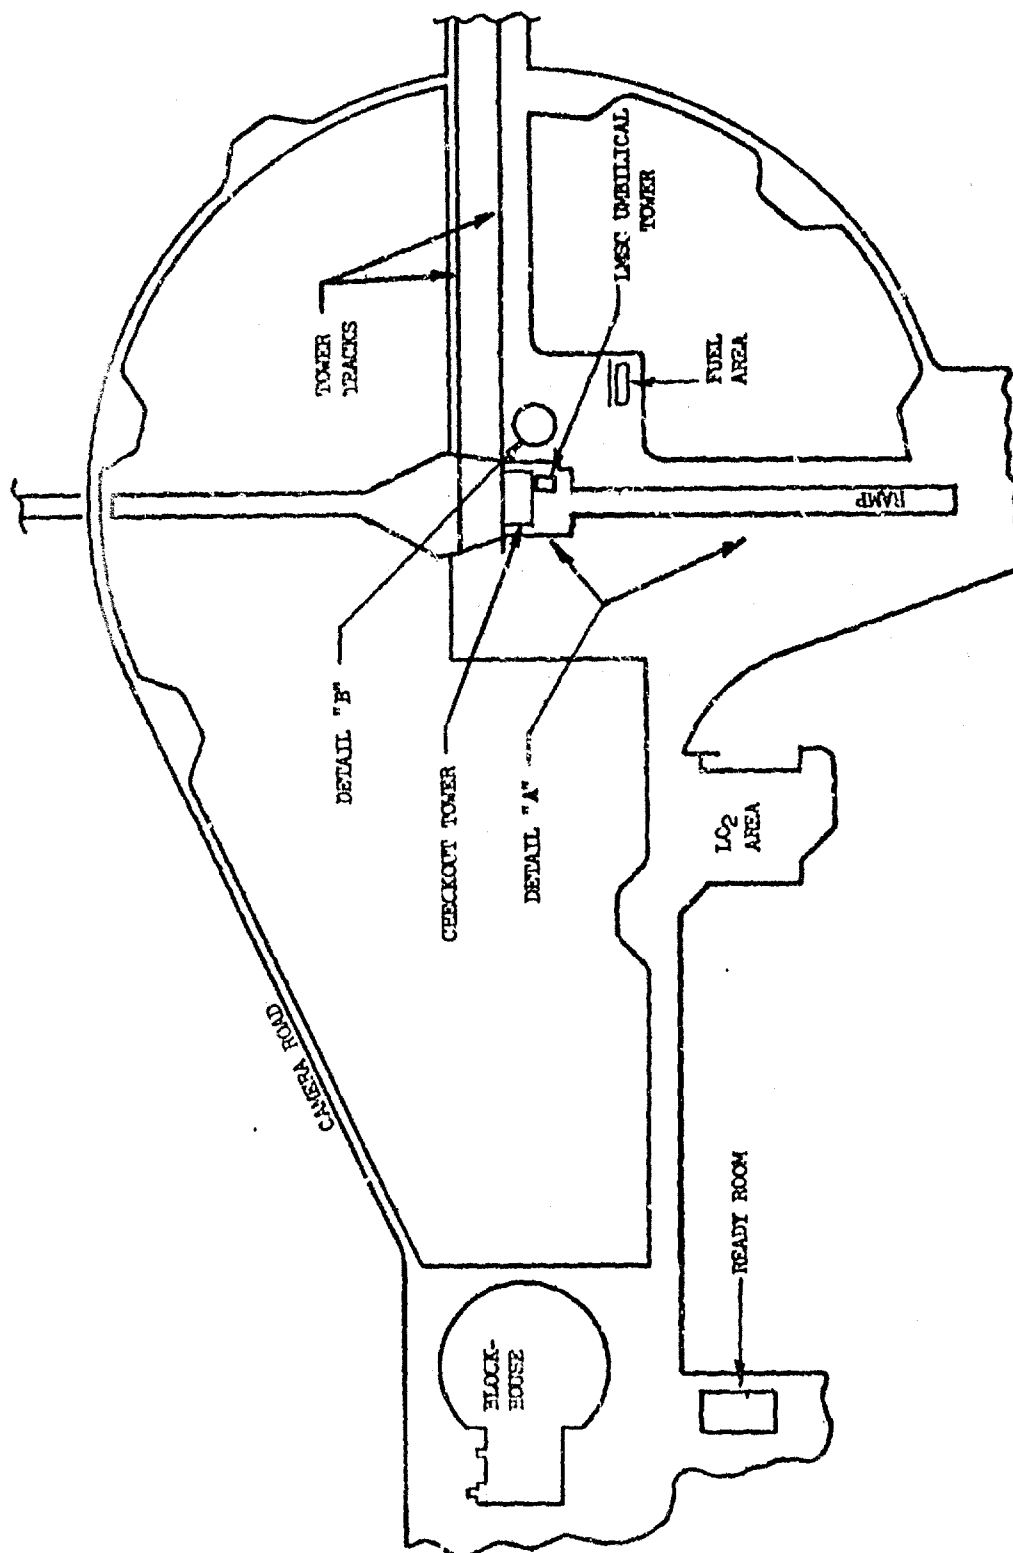 CAMERA ROAD
TOWER
TRACKS
DETAIL "B"
CHECKOUT TOWER
BLOCK-
HOUSE
DETAIL "A"
LMSC UMBILICAL
TOWER
FUEL
AREA
LO₂
AREA
READY ROOM
RAMP